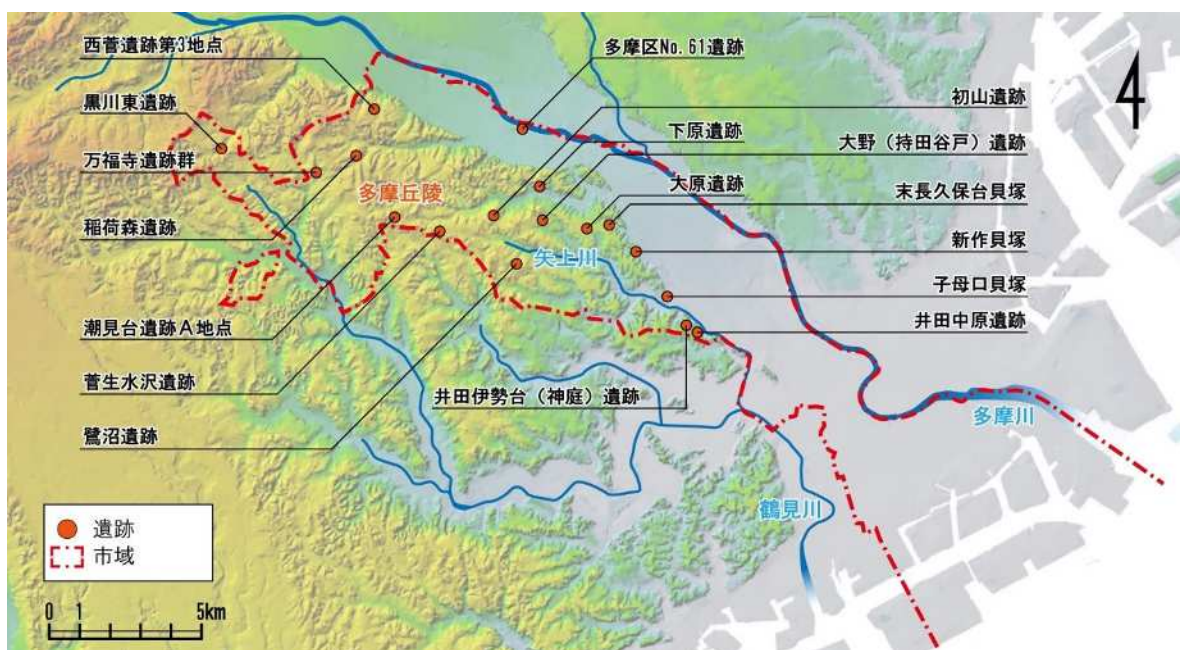 西菅遺跡第3地点
黒川東遺跡
万福寺遺跡群
稲荷森遺跡
潮見台遺跡A地点
菅生水沢遺跡
鷺沼遺跡
多摩区No.61遺跡
初山遺跡
下原遺跡
大野（持田谷戸）遺跡
大原遺跡
末長久保台貝塚
新作貝塚
子母口貝塚
井田中原遺跡
井田伊勢台（神庭）遺跡
多摩丘陵
矢上川
多摩川
鶴見川
遺跡
市域
0 1 5km
4